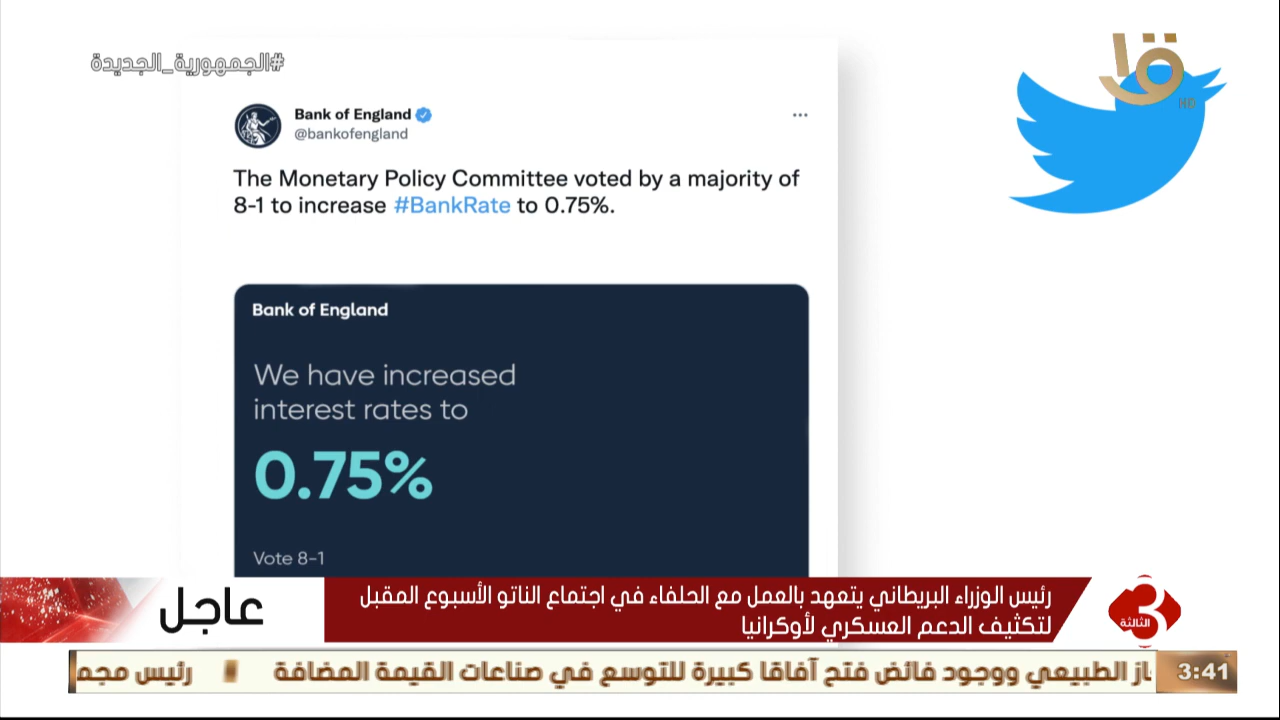 #الجمهورية_الجديدة
Bank of England
@bankofengland
The Monetary Policy Committee voted by a majority of
8-1 to increase #BankRate to 0.75%.
Bank of England
We have increased
interest rates to
0.75%
Vote 8-1
HD
عاجل
رئيس الوزراء البريطاني يتعهد بالعمل مع الحلفاء في اجتماع الناتو الأسبوع المقبل
لتكثيف الدعم العسكري لأوكرانيا
3
الثالثة
3:41
الطبيعي ووجود فائض فتح آفاقا كبيرة للتوسع في صناعات القيمة المضافة رئيس